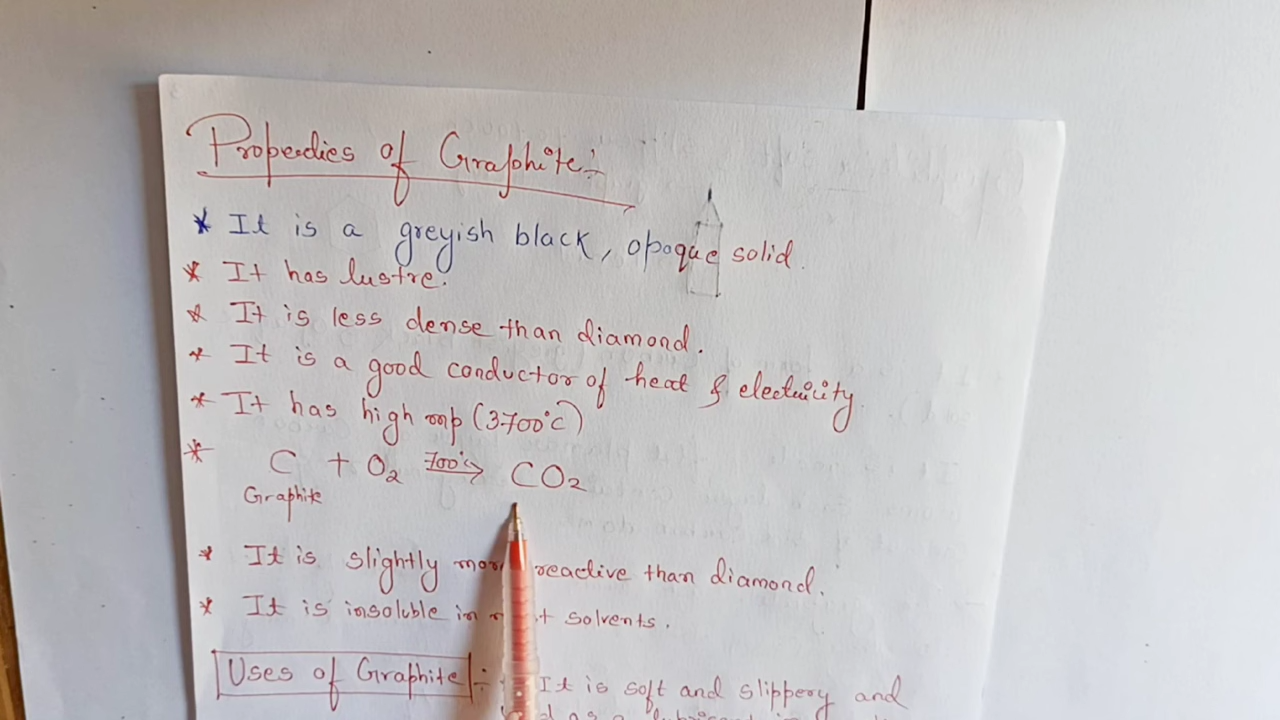 Properties of Graphite:-
* It is a greyish black, opaque solid.
* It has lustre.
* It is less dense than diamond.
* It is a good conductor of heat & electricity
* It has high mp (3700°C)
* C + O₂ 700°C → CO₂
Graphite
* It is slightly more reactive than diamond.
* It is insoluble in solvents.
Uses of Graphite ÷ It is soft and slippery and